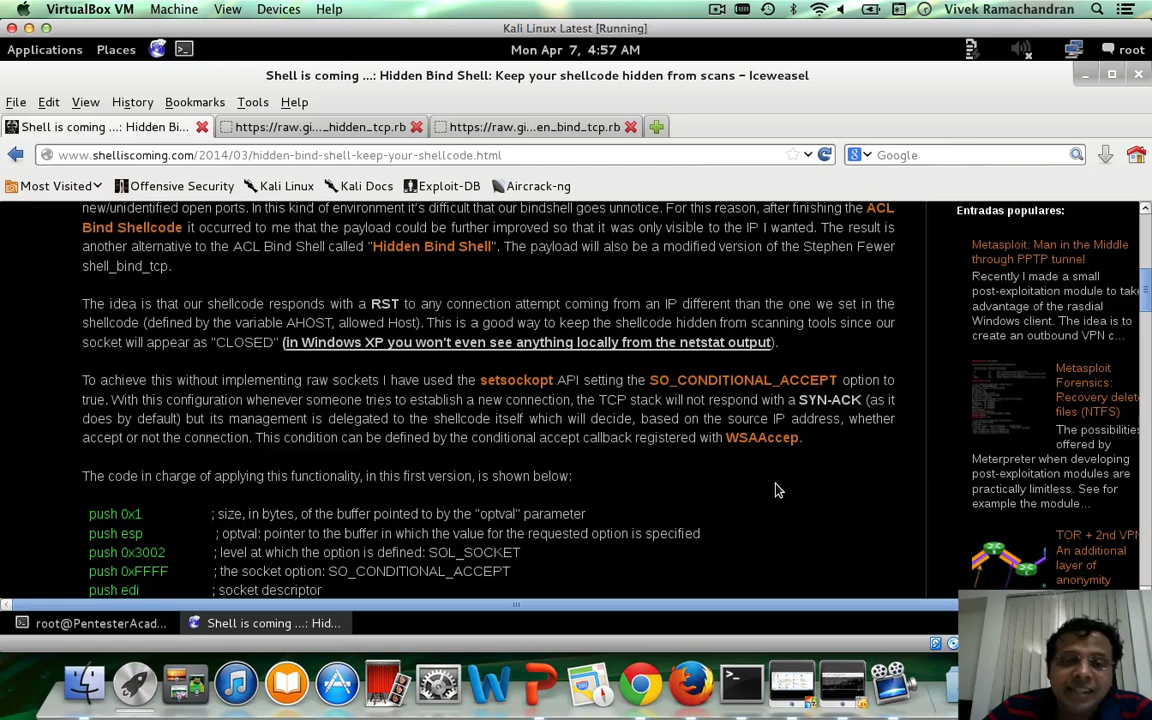 VirtualBox VM Machine View Devices Help Vivek Ramachandran
Kali Linux Latest [Running]
Applications Places Mon Apr 7, 4:57 AM root
Shell is coming ...: Hidden Bind Shell: Keep your shellcode hidden from scans - Iceweasel
File Edit View History Bookmarks Tools Help
Shell is coming ...: Hidden Bi... https://raw.gi..._hidden_tcp.rb https://raw.gi...en_bind_tcp.rb
www.shelliscoming.com/2014/03/hidden-bind-shell-keep-your-shellcode.html Google
Most Visited Offensive Security Kali Linux Kali Docs Exploit-DB Aircrack-ng
new/unidentified open ports. In this kind of environment it's difficult that our bindshell goes unnotice. For this reason, after finishing the ACL
Bind Shellcode it occurred to me that the payload could be further improved so that it was only visible to the IP I wanted. The result is
another alternative to the ACL Bind Shell called "Hidden Bind Shell". The payload will also be a modified version of the Stephen Fewer
shell_bind_tcp.
The idea is that our shellcode responds with a RST to any connection attempt coming from an IP different than the one we set in the
shellcode (defined by the variable AHOST, allowed Host). This is a good way to keep the shellcode hidden from scanning tools since our
socket will appear as "CLOSED" (in Windows XP you won't even see anything locally from the netstat output).
To achieve this without implementing raw sockets I have used the setsockopt API setting the SO_CONDITIONAL_ACCEPT option to
true. With this configuration whenever someone tries to establish a new connection, the TCP stack will not respond with a SYN-ACK (as it
does by default) but its management is delegated to the shellcode itself which will decide, based on the source IP address, whether
accept or not the connection. This condition can be defined by the conditional accept callback registered with WSAAccep.
The code in charge of applying this functionality, in this first version, is shown below:
push 0x1 ; size, in bytes, of the buffer pointed to by the "optval" parameter
push esp ; optval: pointer to the buffer in which the value for the requested option is specified
push 0x3002 ; level at which the option is defined: SOL_SOCKET
push 0xFFFF ; the socket option: SO_CONDITIONAL_ACCEPT
push edi ; socket descriptor
Entradas populares:
Metasploit: Man in the Middle
through PPTP tunnel
Recently I made a small
post-exploitation module to take
advantage of the rasdial
Windows client. The idea is to
create an outbound VPN c...
Metasploit
Forensics:
Recovery delete
files (NTFS)
The possibilities
offered by
Meterpreter when developing
post-exploitation modules are
practically limitless. See for
example the module...
TOR + 2nd VPN
An additional
layer of
anonymity
root@PentesterAcad... Shell is coming ...: Hid...